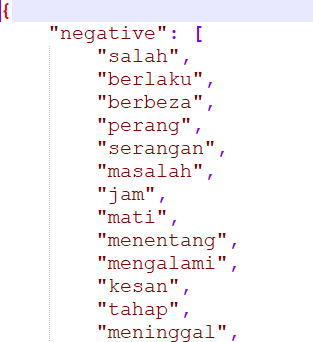 {
"negative": [
"salah",
"berlaku",
"berbeza",
"perang",
"serangan",
"masalah",
"jam",
"mati",
"menentang",
"mengalami",
"kesan",
"tahap",
"meninggal",